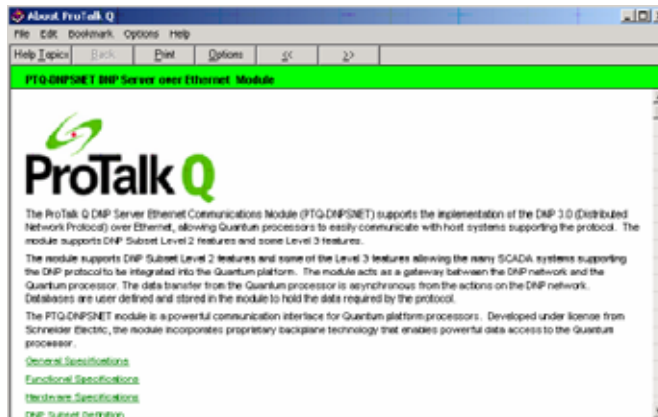 About ProTalk Q
File Edit Bookmark Options Help
Help Topics Back Print Options << >>
PTQ-DNPSNET DNP Server over Ethernet Module
ProTalk Q
The ProTalk Q DNP Server Ethernet Communications Module (PTQ-DNPSNET) supports the implementation of the DNP 3.0 (Distributed
Network Protocol) over Ethernet, allowing Quantum processors to easily communicate with host systems supporting the protocol. The
module supports DNP Subset Level 2 features and some Level 3 features.
The module supports DNP Subset Level 2 features and some of the Level 3 features allowing the many SCADA systems supporting
the DNP protocol to be integrated into the Quantum platform. The module acts as a gateway between the DNP network and the
Quantum processor. The data transfer from the Quantum processor is asynchronous from the actions on the DNP network.
Databases are user defined and stored in the module to hold the data required by the protocol.
The PTQ-DNPSNET module is a powerful communication interface for Quantum platform processors. Developed under license from
Schneider Electric, the module incorporates proprietary backplane technology that enables powerful data access to the Quantum
processor.
General Specifications
Functional Specifications
Hardware Specifications
DNP Subset Definition